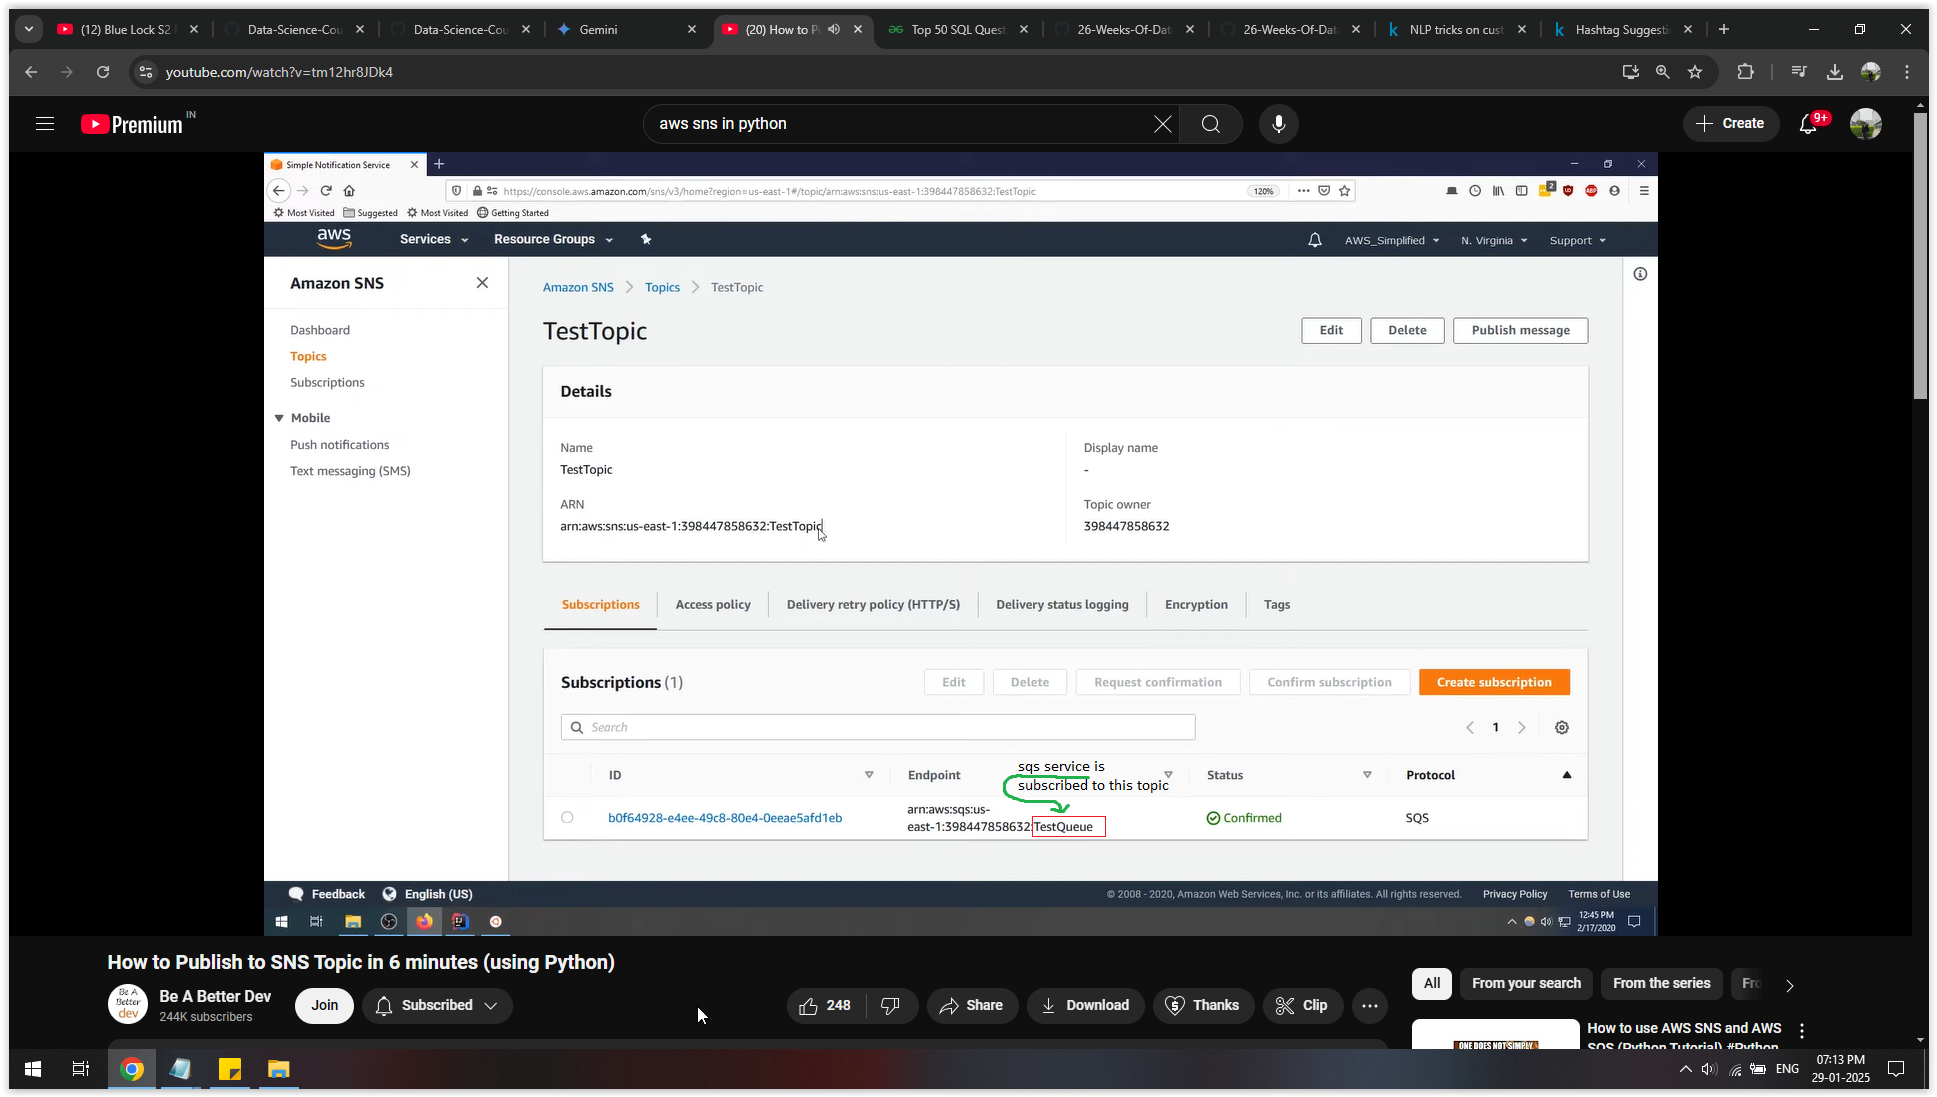 (12) Blue Lock S2
Data-Science-Cou
Data-Science-Cou
Gemini
(20) How to P
Top 50 SQL Quest
26-Weeks-Of-Dat
26-Weeks-Of-Dat
NLP tricks on cust
Hashtag Suggesti
youtube.com/watch?v=tm12hr8JDk4
Premium IN
aws sns in python
Create
9+
Simple Notification Service
https://console.aws.amazon.com/sns/v3/home?region=us-east-1#/topic/arn:aws:sns:us-east-1:398447858632:TestTopic
120%
2
ABP
Most Visited Suggested Most Visited Getting Started
aws Services Resource Groups AWS_Simplified N. Virginia Support
Amazon SNS
Dashboard
Topics
Subscriptions
Mobile
Push notifications
Text messaging (SMS)
Amazon SNS Topics TestTopic
TestTopic
Edit Delete Publish message
Details
Name
TestTopic
Display name
-
ARN
arn:aws:sns:us-east-1:398447858632:TestTopic
Topic owner
398447858632
Subscriptions Access policy Delivery retry policy (HTTP/S) Delivery status logging Encryption Tags
Subscriptions (1) Edit Delete Request confirmation Confirm subscription Create subscription
Search
1
ID Endpoint Status Protocol
sqs service is
subscribed to this topic
b0f64928-e4ee-49c8-80e4-0eeae5afd1eb
arn:aws:sqs:us-
east-1:398447858632:TestQueue
Confirmed
SQS
Feedback English (US) © 2008 - 2020, Amazon Web Services, Inc. or its affiliates. All rights reserved. Privacy Policy Terms of Use
12:45 PM
2/17/2020
How to Publish to SNS Topic in 6 minutes (using Python)
Be A
Better
dev
Be A Better Dev
244K subscribers
Join
Subscribed
248
Share
Download
Thanks
Clip
All From your search From the series Fro
How to use AWS SNS and AWS
SQS (Python Tutorial) #Python
ONE DOES NOT SIMPLY
ENG
07:13 PM
29-01-2025